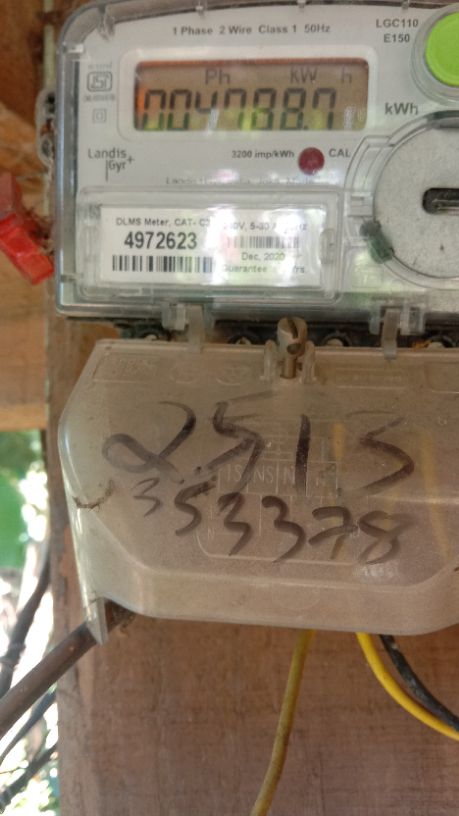 1 Phase 2 Wire Class 1 50Hz
LGC110
E150
Ph kW h
004788.7
kWh
Landis
Gyr+
3200 imp/kWh
CAL
DLMS Meter, CAT-
4972623
Dec, 2020
Guarantee
2513
353378